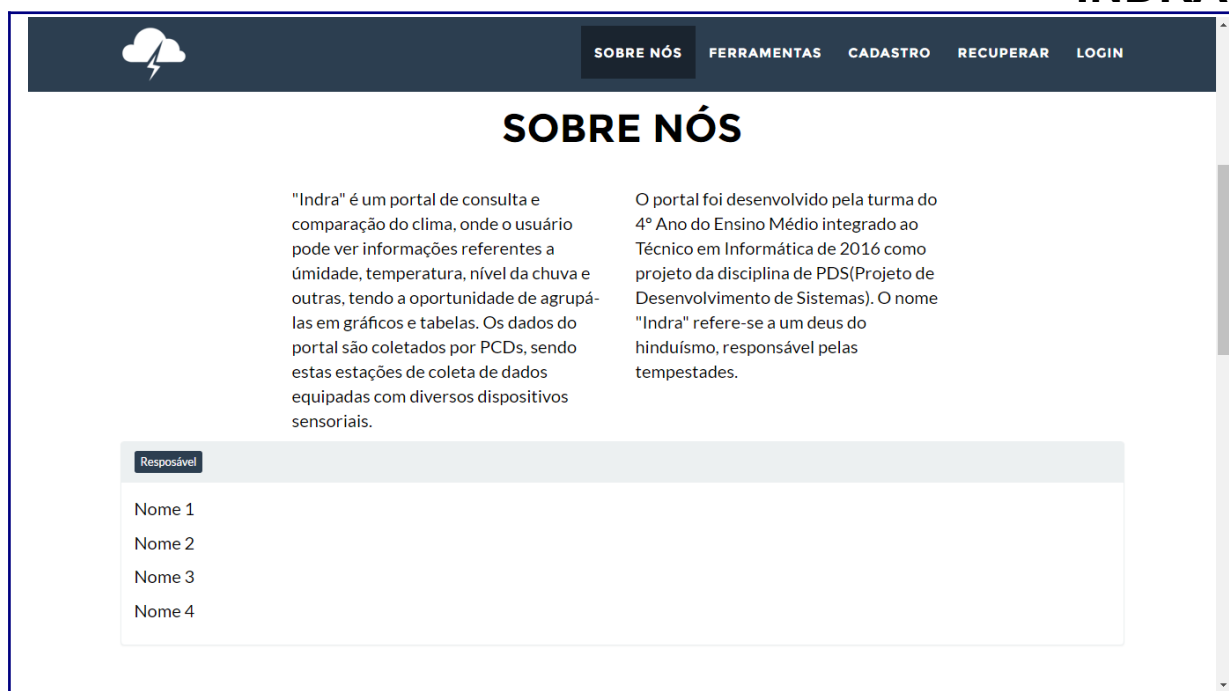 SOBRE NÓS FERRAMENTAS CADASTRO RECUPERAR LOGIN
SOBRE NÓS
"Indra" é um portal de consulta e
comparação do clima, onde o usuário
pode ver informações referentes a
úmidade, temperatura, nível da chuva e
outras, tendo a oportunidade de agrupá-
las em gráficos e tabelas. Os dados do
portal são coletados por PCDs, sendo
estas estações de coleta de dados
equipadas com diversos dispositivos
sensoriais.
O portal foi desenvolvido pela turma do
4° Ano do Ensino Médio integrado ao
Técnico em Informática de 2016 como
projeto da disciplina de PDS(Projeto de
Desenvolvimento de Sistemas). O nome
"Indra" refere-se a um deus do
hinduísmo, responsável pelas
tempestades.
Resposável
Nome 1
Nome 2
Nome 3
Nome 4